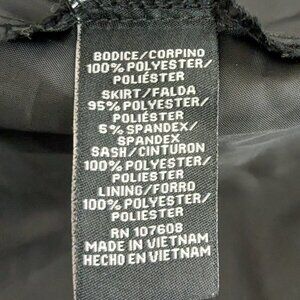 BODICE/CORPINO
100% POLYESTER/
POLIÉSTER
SKIRT/FALDA
95% POLYESTER/
POLIÉSTER
5% SPANDEX/
SPANDEX
SASH/CINTURON
100% POLYESTER/
POLIESTER
LINING/FORRO
100% POLYESTER/
POLIESTER
RN 107608
MADE IN VIETNAM
HECHO EN VIETNAM